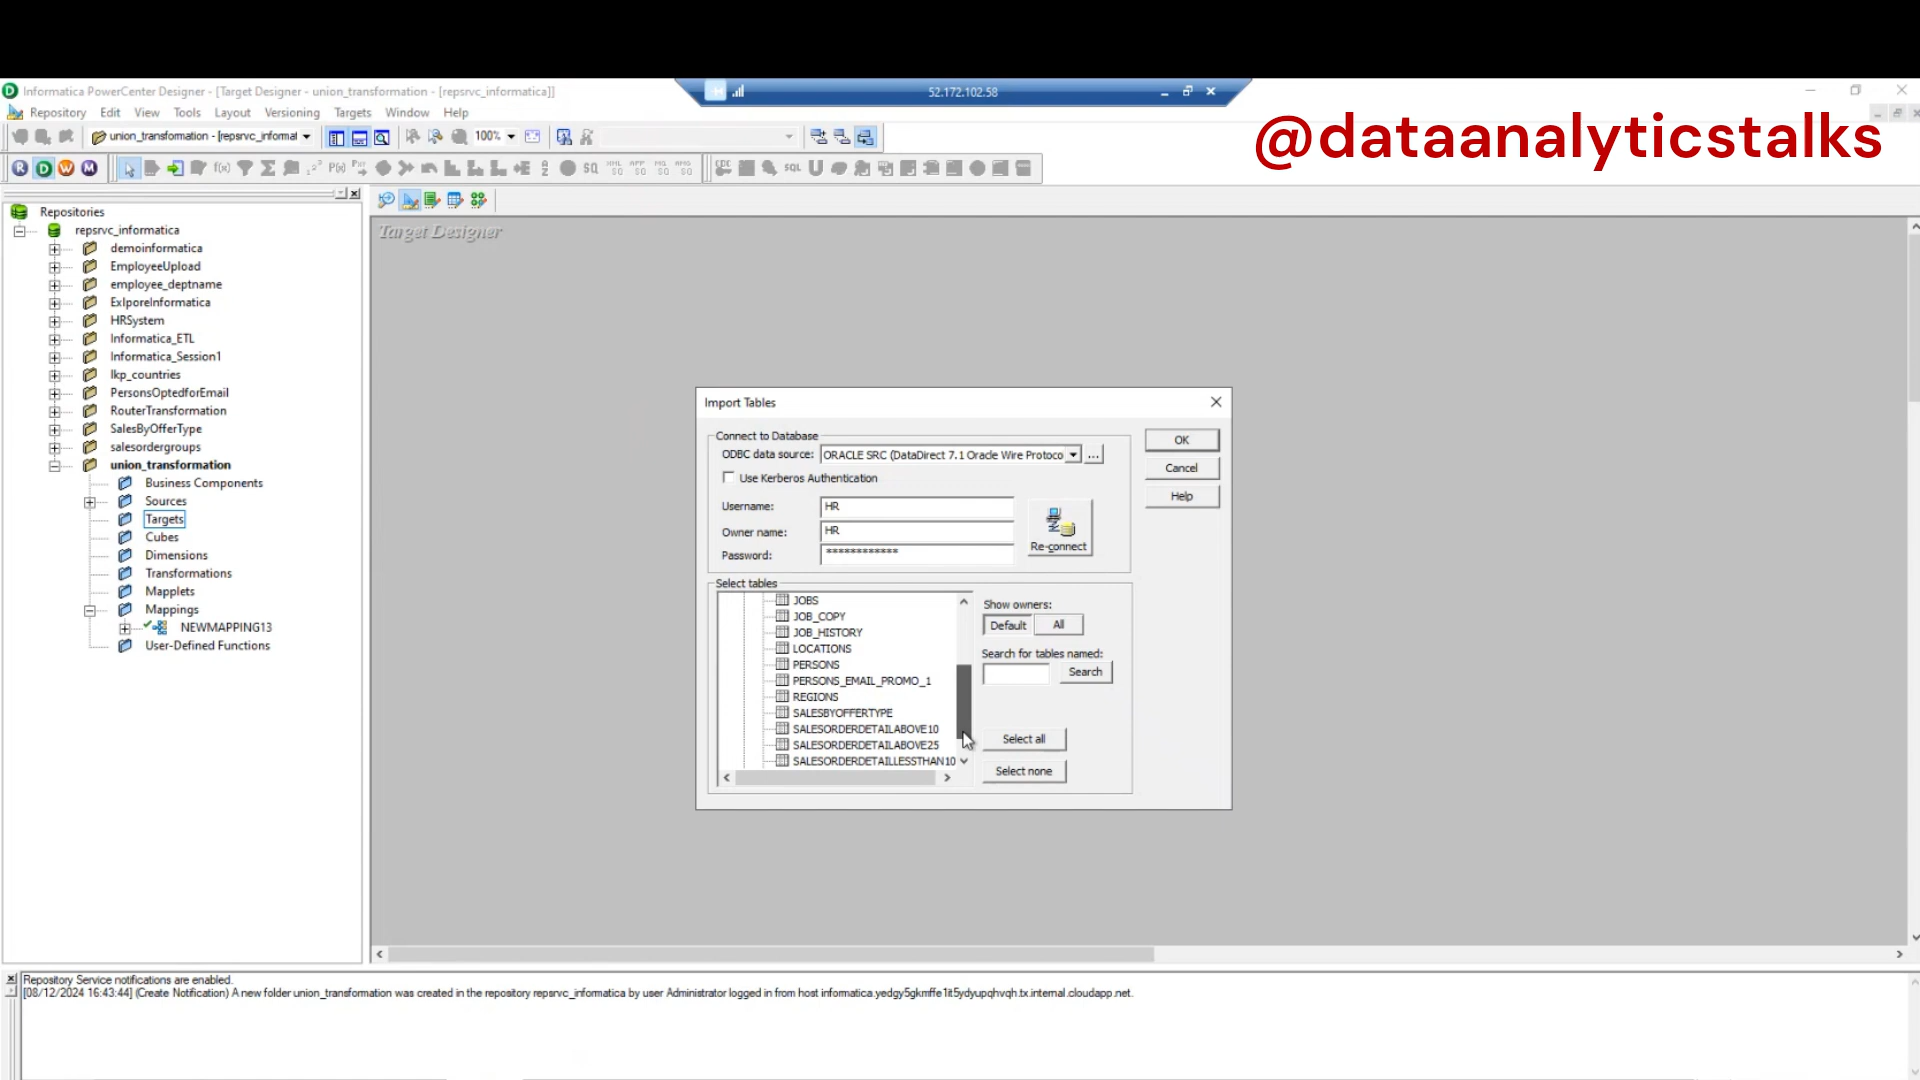 Informatica PowerCenter Designer - [Target Designer - union_transformation - [repsrvc_informatica]]
52.172.102.58
Repository Edit View Tools Layout Versioning Targets Window Help
@dataanalyticstalks
union_transformation - [repsrvc_informat
100%
Target Designer
Repositories
repsrvc_informatica
demoinformatica
EmployeeUpload
employee_deptname
ExlporeInformatica
HRSystem
Informatica_ETL
Informatica_Session1
lkp_countries
PersonsOptedforEmail
RouterTransformation
SalesByOfferType
salesordergroups
union_transformation
Business Components
Sources
Targets
Cubes
Dimensions
Transformations
Mapplets
Mappings
NEWMAPPING13
User-Defined Functions
Import Tables
Connect to Database
ODBC data source: ORACLE SRC (DataDirect 7.1 Oracle Wire Protoco
...
Use Kerberos Authentication
Username: HR
Owner name: HR
Password: ************
Re-connect
OK
Cancel
Help
Select tables
JOBS
JOB_COPY
JOB_HISTORY
LOCATIONS
PERSONS
PERSONS_EMAIL_PROMO_1
REGIONS
SALESBYOFFERTYPE
SALESORDERDETAILABOVE10
SALESORDERDETAILABOVE25
SALESORDERDETAILLESSTHAN10
Show owners:
Default All
Search for tables named:
Search
Select all
Select none
Repository Service notifications are enabled.
[08/12/2024 16:43:44] (Create Notification) A new folder union_transformation was created in the repository repsrvc_informatica by user Administrator logged in from host informatica.yedgy5gkmffe1it5ydyupqhvqh.tx.internal.cloudapp.net.